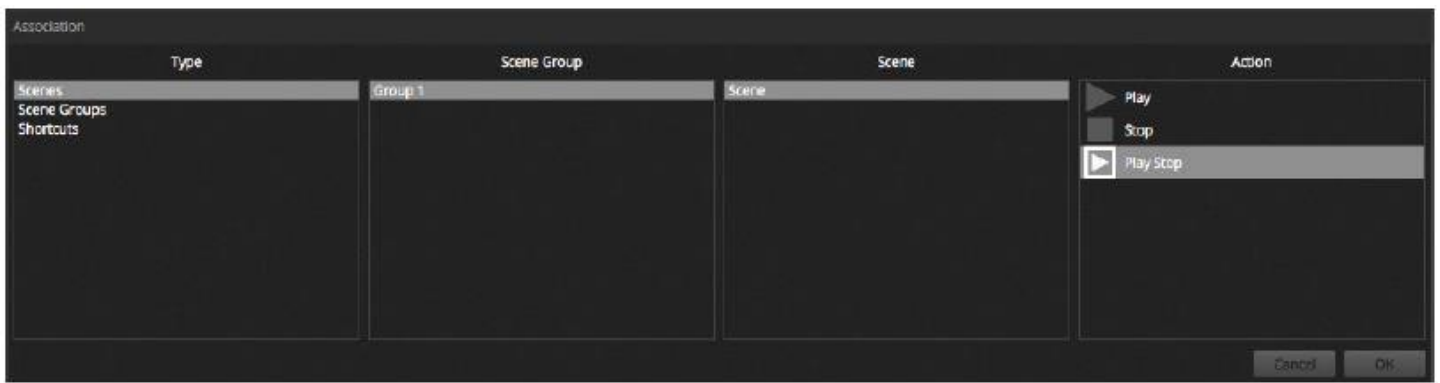 Association
Type
Scene Group
Scene
Action
Scenes
Scene Groups
Shortcuts
Group 1
Scene
Play
Stop
Play Stop
Cancel
OK